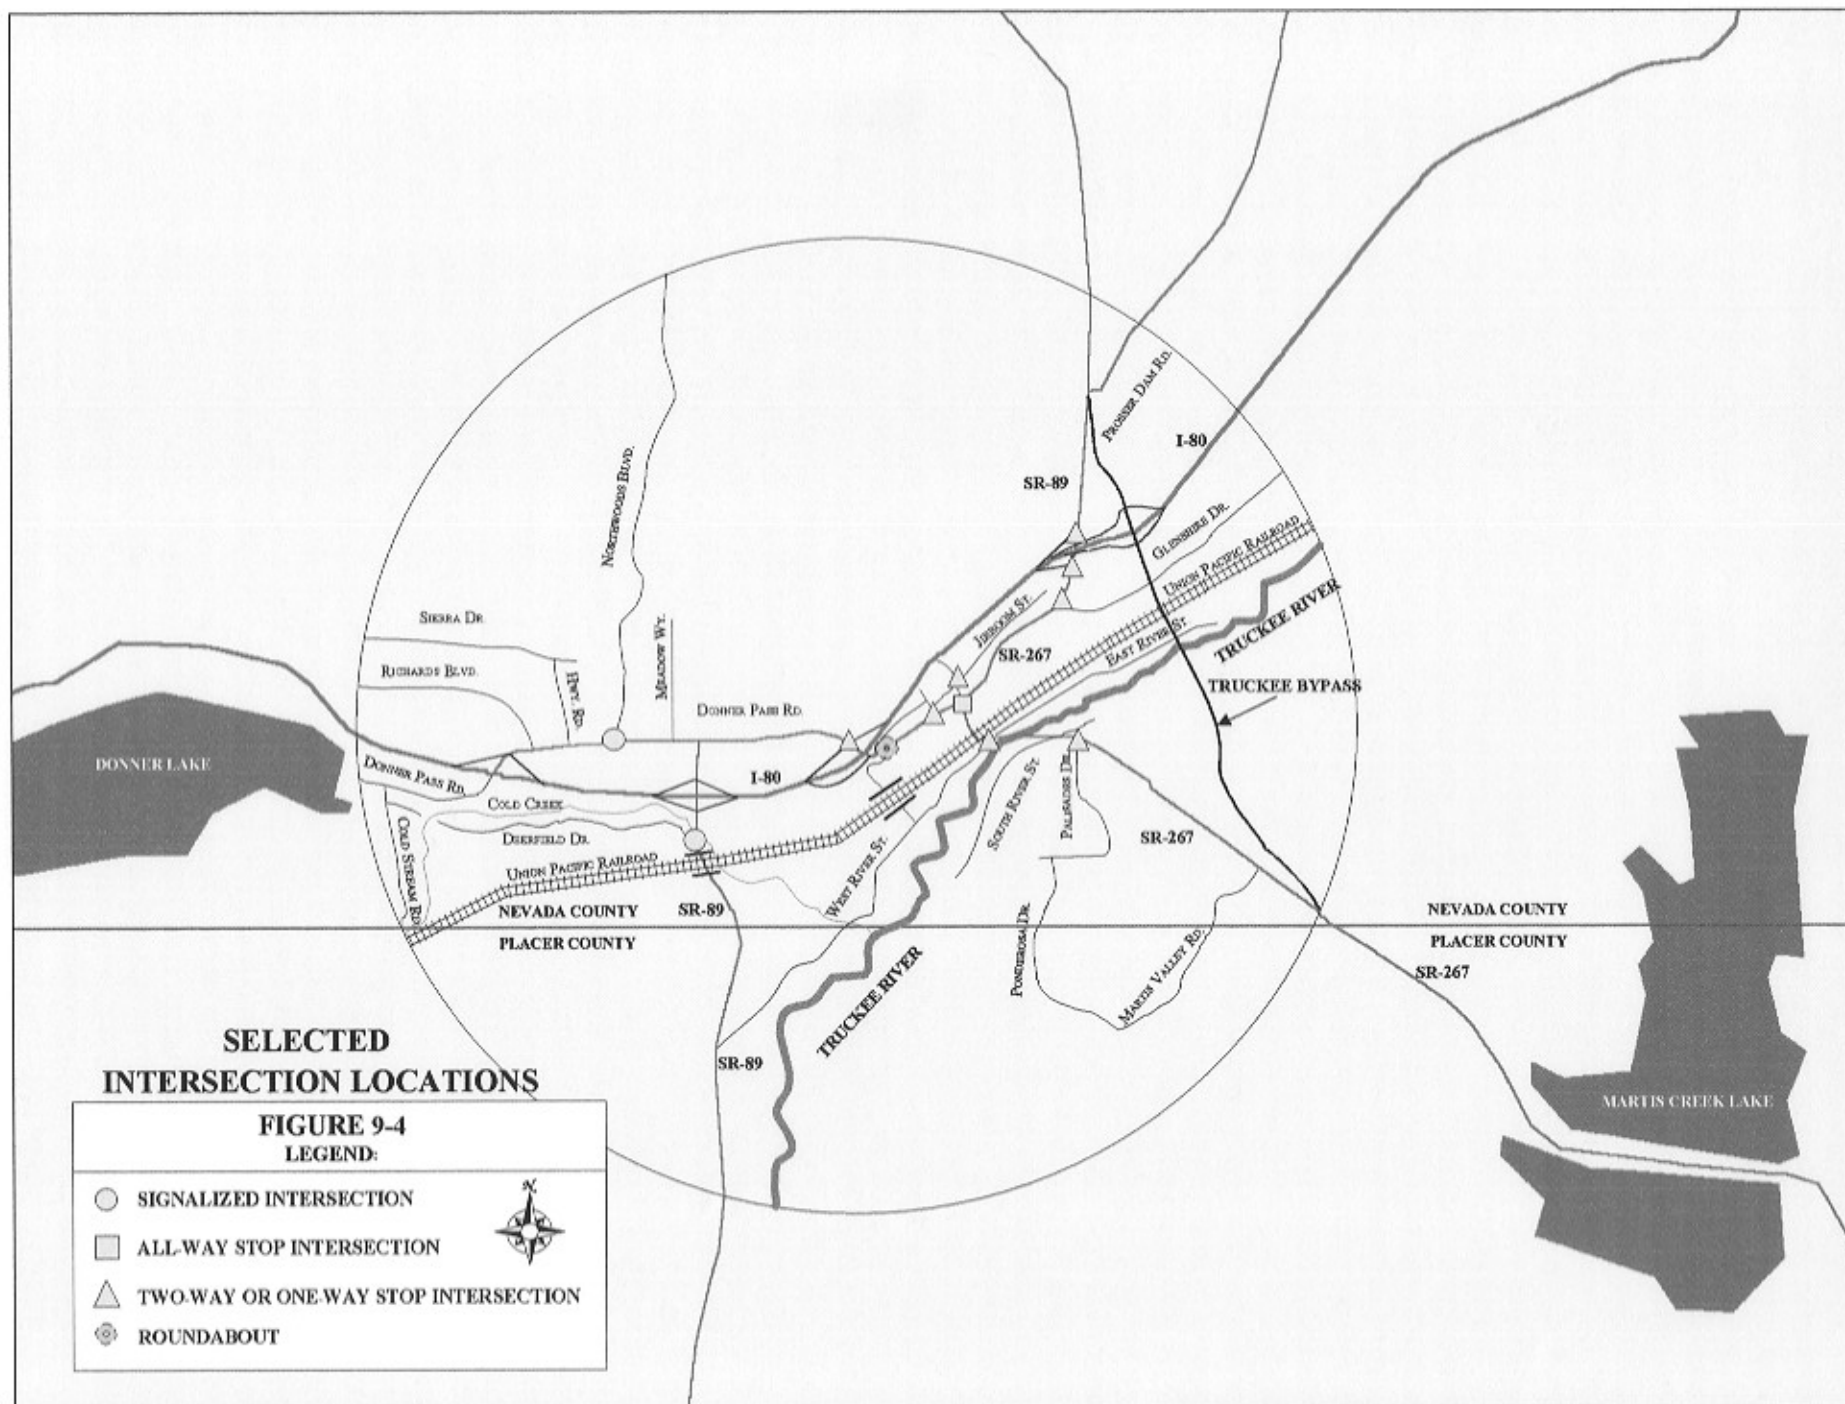 PROSSER DAM RD.
I-80
NORTHWOODS BLVD.
SR-89
GLENSHIRE DR.
UNION PACIFIC RAILROAD
JIBBOOM ST.
SIERRA DR.
MEADOW WY.
TRUCKEE RIVER
EAST RIVER ST
SR-267
RICHARDS BLVD.
HWY. RD.
TRUCKEE BYPASS
DONNER PASS RD.
DONNER LAKE
DONNER PASS RD.
I-80
COLD CREEK
SOUTH RIVER ST.
PALISADES DR.
DEERFIELD DR.
SR-267
COLD STREAM RD.
UNION PACIFIC RAILROAD
WEST RIVER ST.
NEVADA COUNTY
SR-89
NEVADA COUNTY
PLACER COUNTY
PLACER COUNTY
PONDEROSA DR.
MARTIS VALLEY RD.
SR-267
TRUCKEE RIVER
SR-89
MARTIS CREEK LAKE
SELECTED
INTERSECTION LOCATIONS
FIGURE 9-4
LEGEND:
N
SIGNALIZED INTERSECTION
ALL-WAY STOP INTERSECTION
TWO-WAY OR ONE-WAY STOP INTERSECTION
ROUNDABOUT